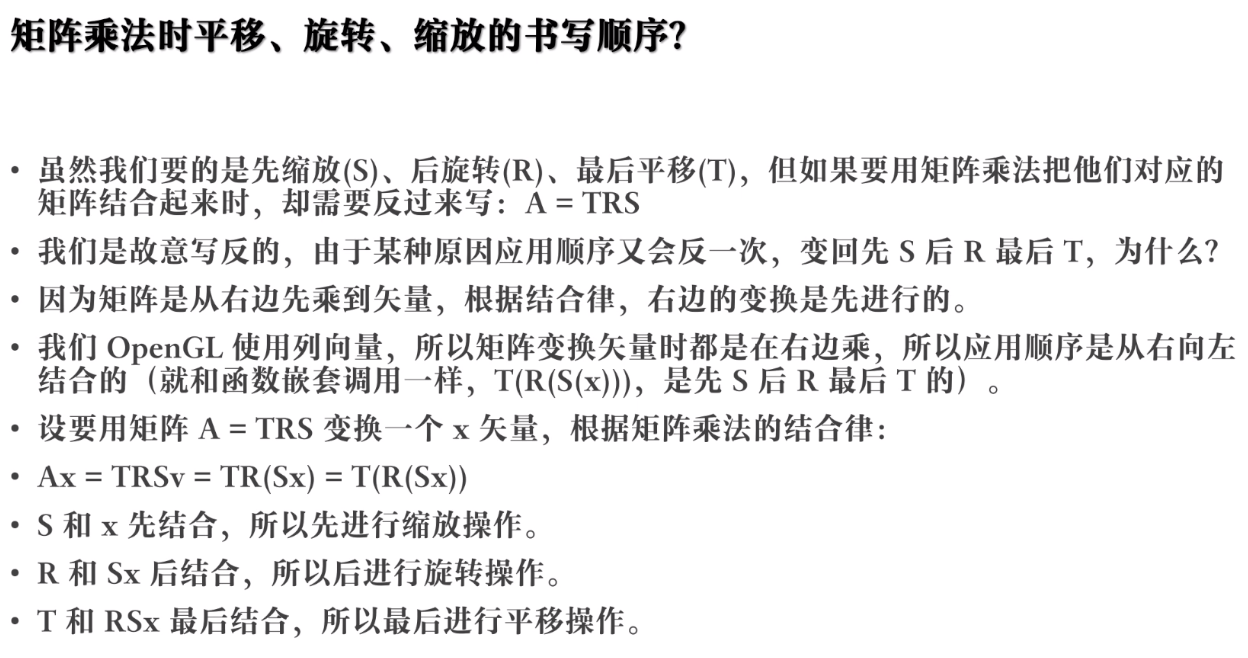 矩阵乘法时平移、旋转、缩放的书写顺序？
• 虽然我们要的是先缩放(S)、后旋转(R)、最后平移(T)，但如果要用矩阵乘法把他们对应的
矩阵结合起来时，却需要反过来写：A = TRS
• 我们是故意写反的，由于某种原因应用顺序又会反一次，变回先 S 后 R 最后 T，为什么？
• 因为矩阵是从右边先乘到矢量，根据结合律，右边的变换是先进行的。
• 我们 OpenGL 使用列向量，所以矩阵变换矢量时都是在右边乘，所以应用顺序是从右向左
结合的（就和函数嵌套调用一样，T(R(S(x)))，是先 S 后 R 最后 T 的）。
• 设要用矩阵 A = TRS 变换一个 x 矢量，根据矩阵乘法的结合律：
• Ax = TRSv = TR(Sx) = T(R(Sx))
• S 和 x 先结合，所以先进行缩放操作。
• R 和 Sx 后结合，所以后进行旋转操作。
• T 和 RSx 最后结合，所以最后进行平移操作。